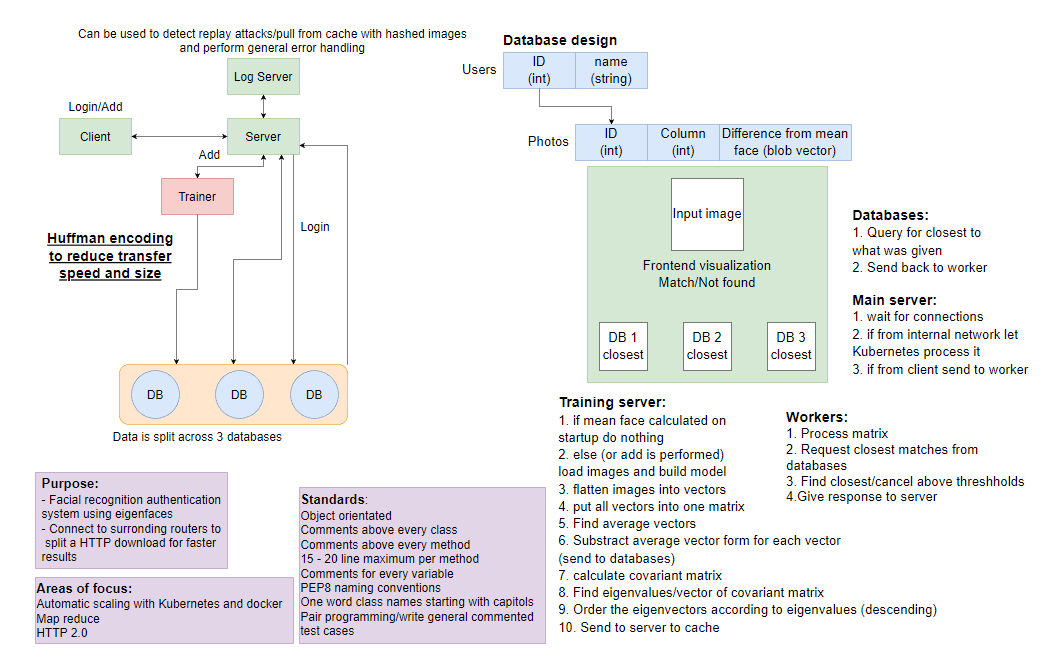 Can be used to detect replay attacks/pull from cache with hashed images
and perform general error handling
Log Server
Login/Add
Client
Server
Add
Trainer
Login
Huffman encoding
to reduce transfer
speed and size
DB
DB
DB
Data is split across 3 databases
Database design
Users
ID
(int)
name
(string)
Photos
ID
(int)
Column
(int)
Difference from mean
face (blob vector)
Input image
Frontend visualization
Match/Not found
DB 1
closest
DB 2
closest
DB 3
closest
Databases:
1. Query for closest to
what was given
2. Send back to worker
Main server:
1. wait for connections
2. if from internal network let
Kubernetes process it
3. if from client send to worker
Training server:
1. if mean face calculated on
startup do nothing
2. else (or add is performed)
load images and build model
3. flatten images into vectors
4. put all vectors into one matrix
5. Find average vectors
6. Substract average vector form for each vector
(send to databases)
7. calculate covariant matrix
8. Find eigenvalues/vector of covariant matrix
9. Order the eigenvectors according to eigenvalues (descending)
10. Send to server to cache
Workers:
1. Process matrix
2. Request closest matches from
databases
3. Find closest/cancel above threshholds
4.Give response to server
Purpose:
- Facial recognition authentication
system using eigenfaces
- Connect to surronding routers to
split a HTTP download for faster
results
Areas of focus:
Automatic scaling with Kubernetes and docker
Map reduce
HTTP 2.0
Standards:
Object orientated
Comments above every class
Comments above every method
15 - 20 line maximum per method
Comments for every variable
PEP8 naming conventions
One word class names starting with capitols
Pair programming/write general commented
test cases